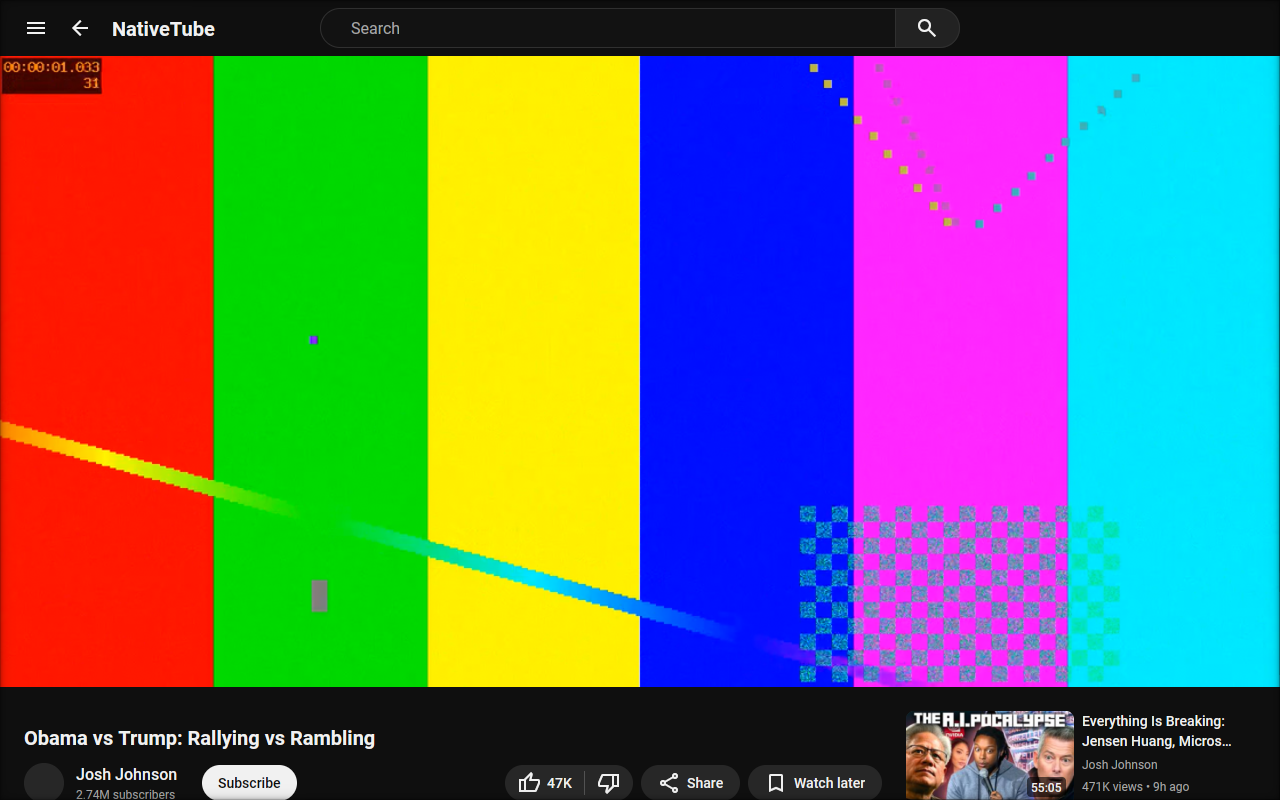 NativeTube
Search
00:00:01.033
31
Obama vs Trump: Rallying vs Rambling
Josh Johnson
2.74M subscribers
Subscribe
47K
Share
Watch later
THE A.I.POCALYPSE
55:05
Everything Is Breaking:
Jensen Huang, Micros...
Josh Johnson
471K views • 9h ago